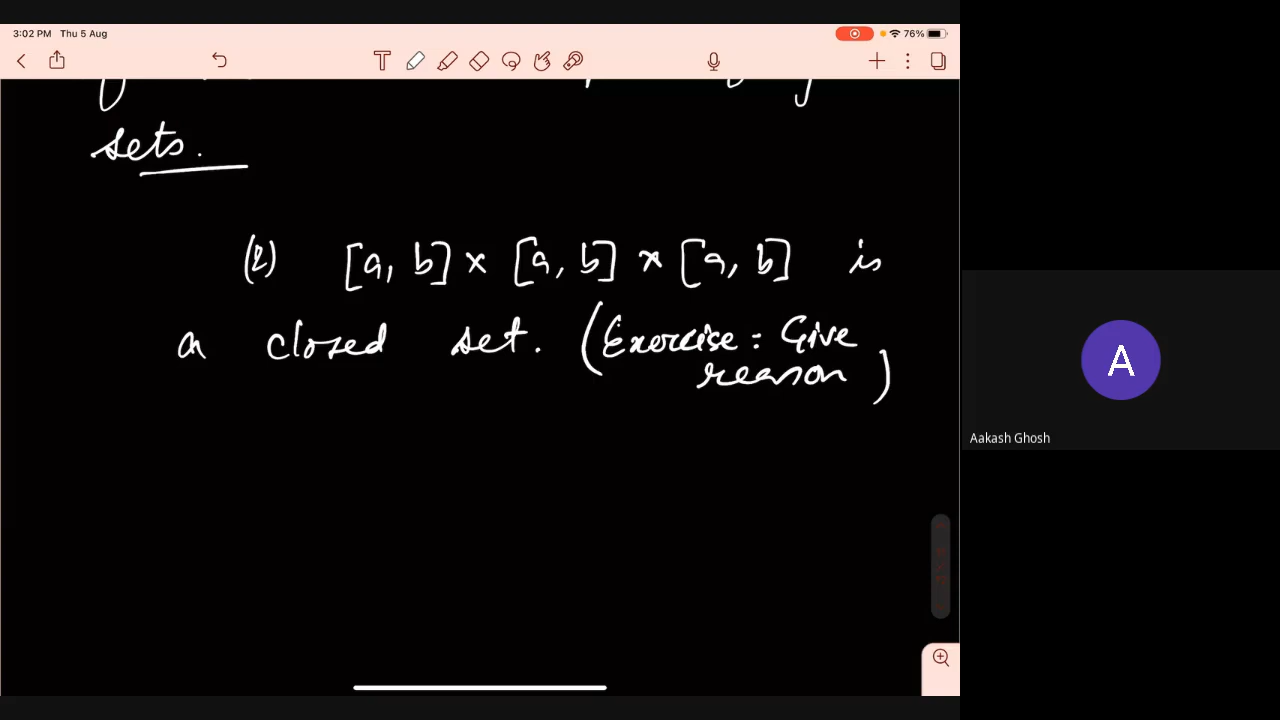 3:02 PM Thu 5 Aug
76%
T
sets.
(2) [a, b] × [a, b] × [a, b] is
a closed set. (Exercise: Give
reason)
A
Aakash Ghosh